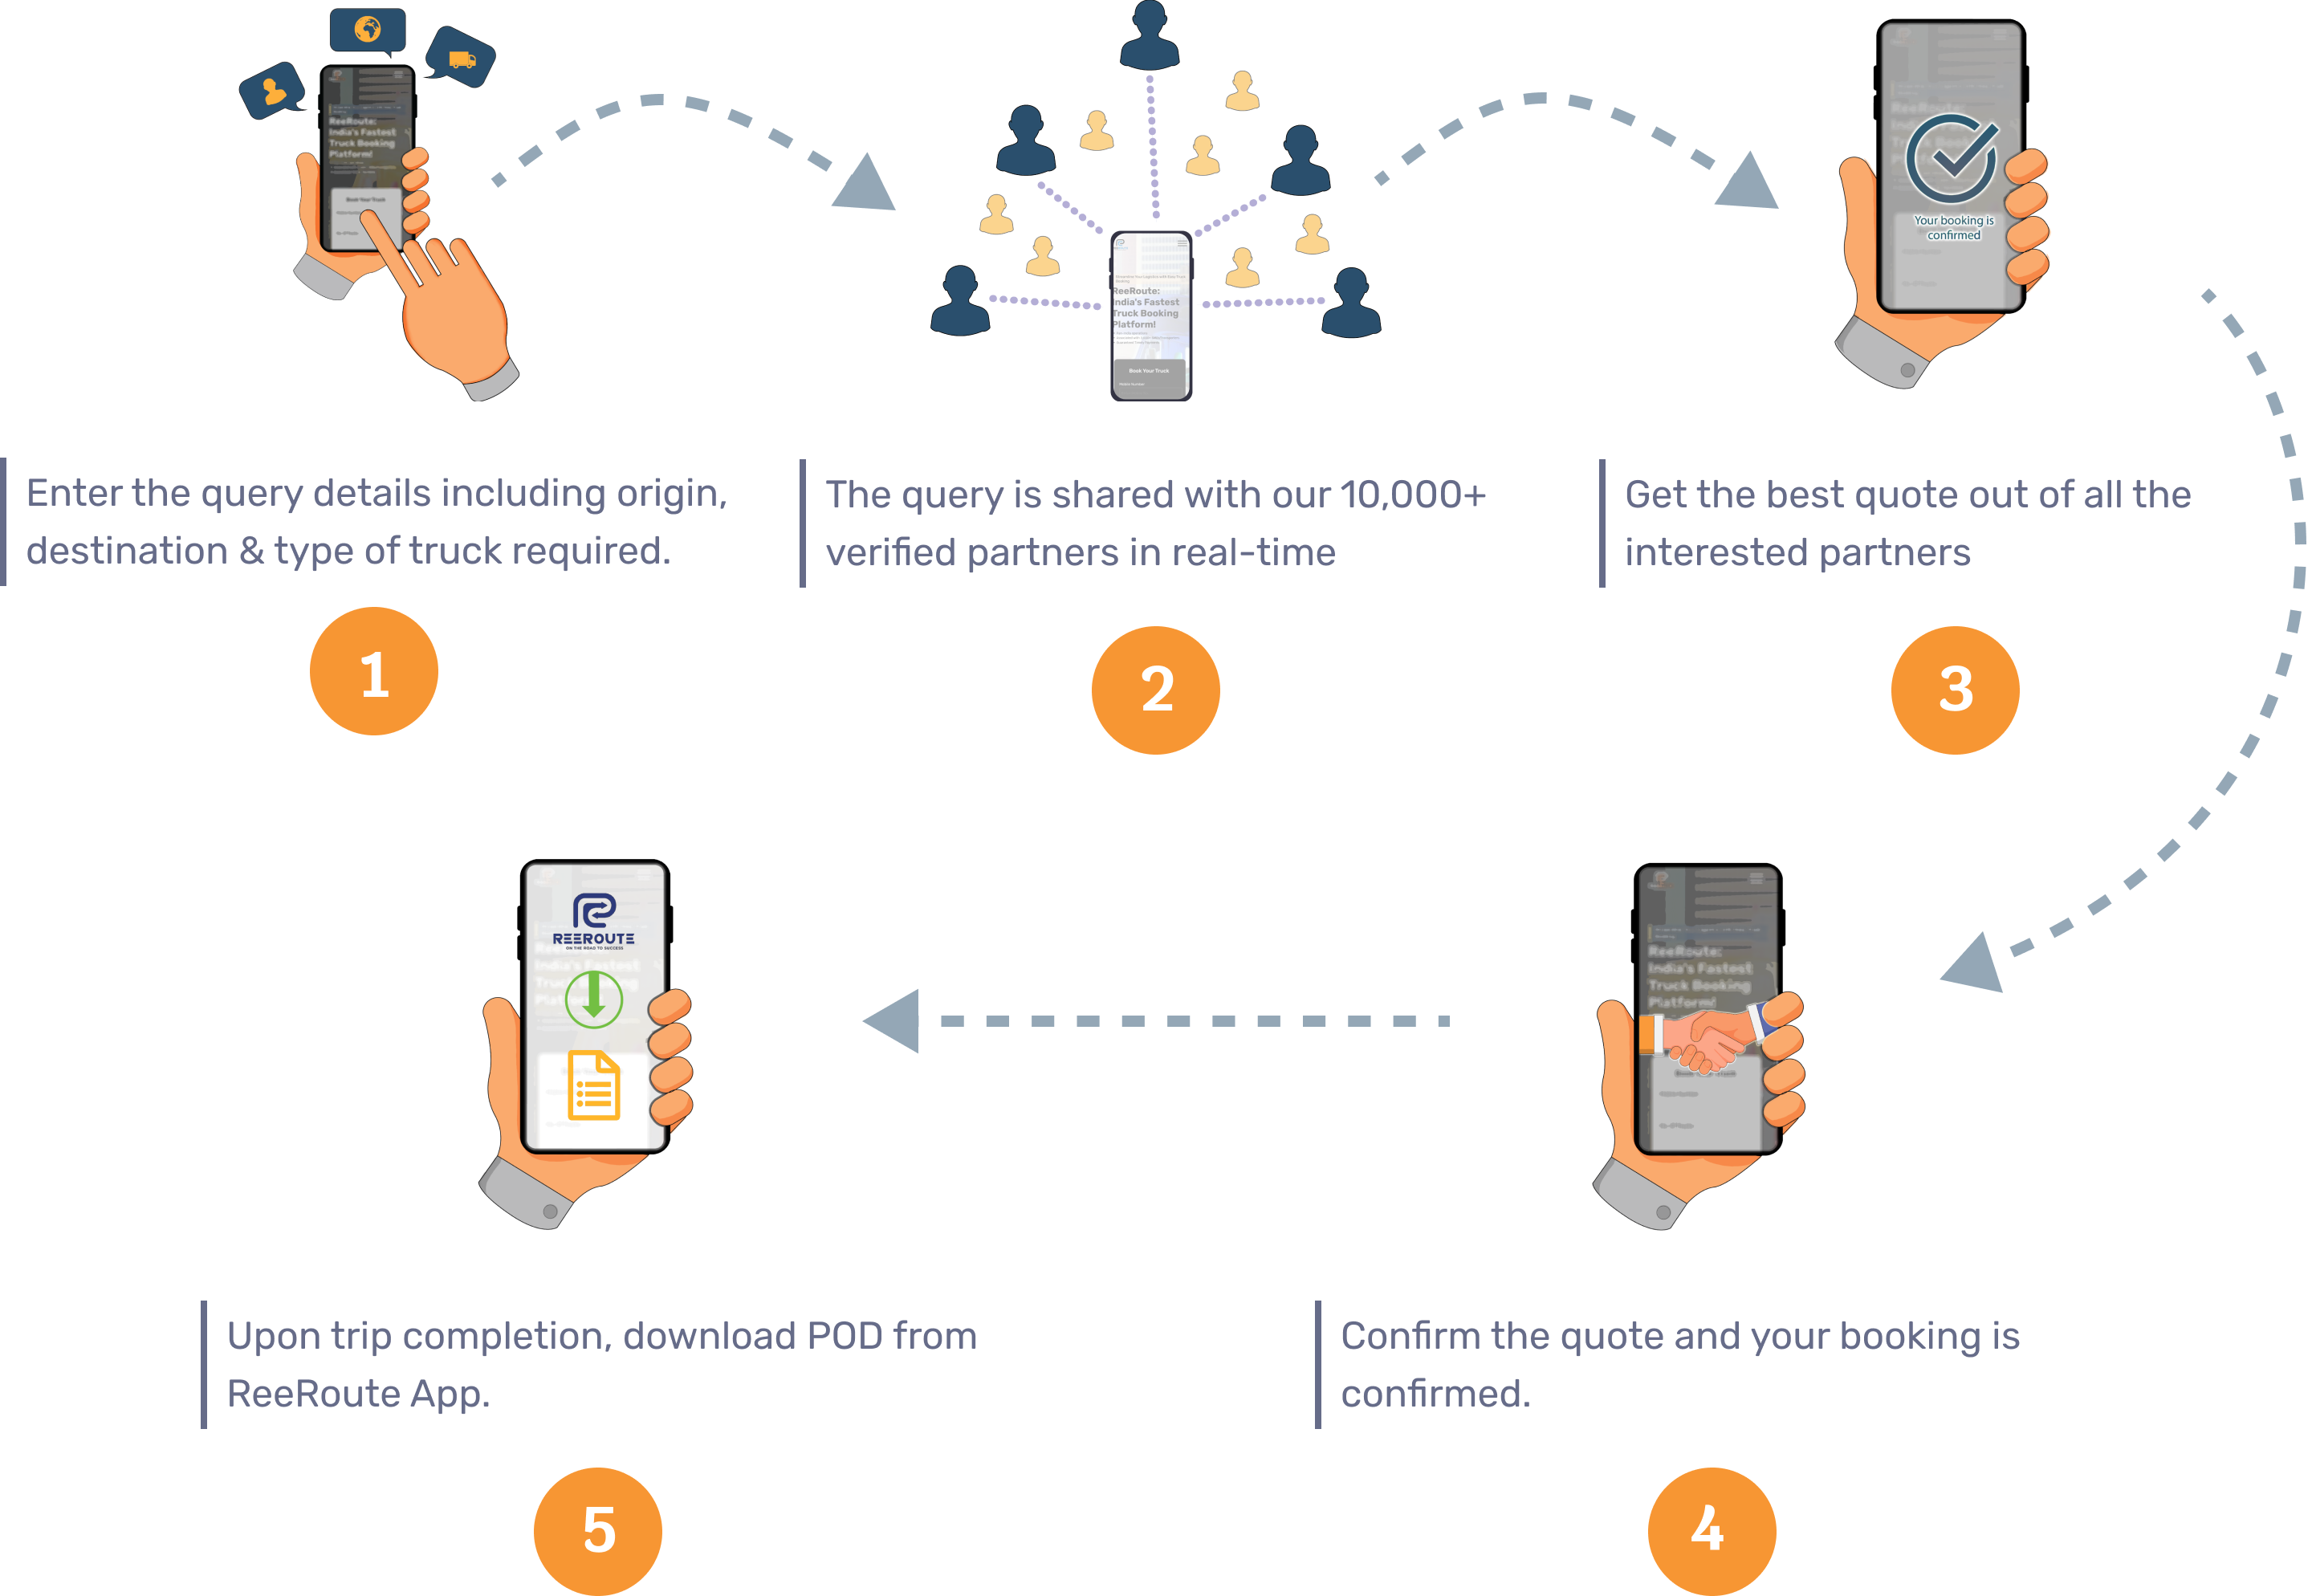 ReeRoute:
India's Fastest
Truck Booking
Platform!
Book Your Truck
ReeRoute:
India's Fastest
Truck Booking
Platform!
Book Your Truck
Mobile Number
Your booking is
confirmed
Enter the query details including origin,
destination & type of truck required.
The query is shared with our 10,000+
verified partners in real-time
Get the best quote out of all the
interested partners
1
2
3
REEROUTE
ON THE ROAD TO SUCCESS
India's Fastest
ReeRoute:
India's Fastest
Truck Booking
Platform!
Upon trip completion, download POD from
ReeRoute App.
Confirm the quote and your booking is
confirmed.
5
4